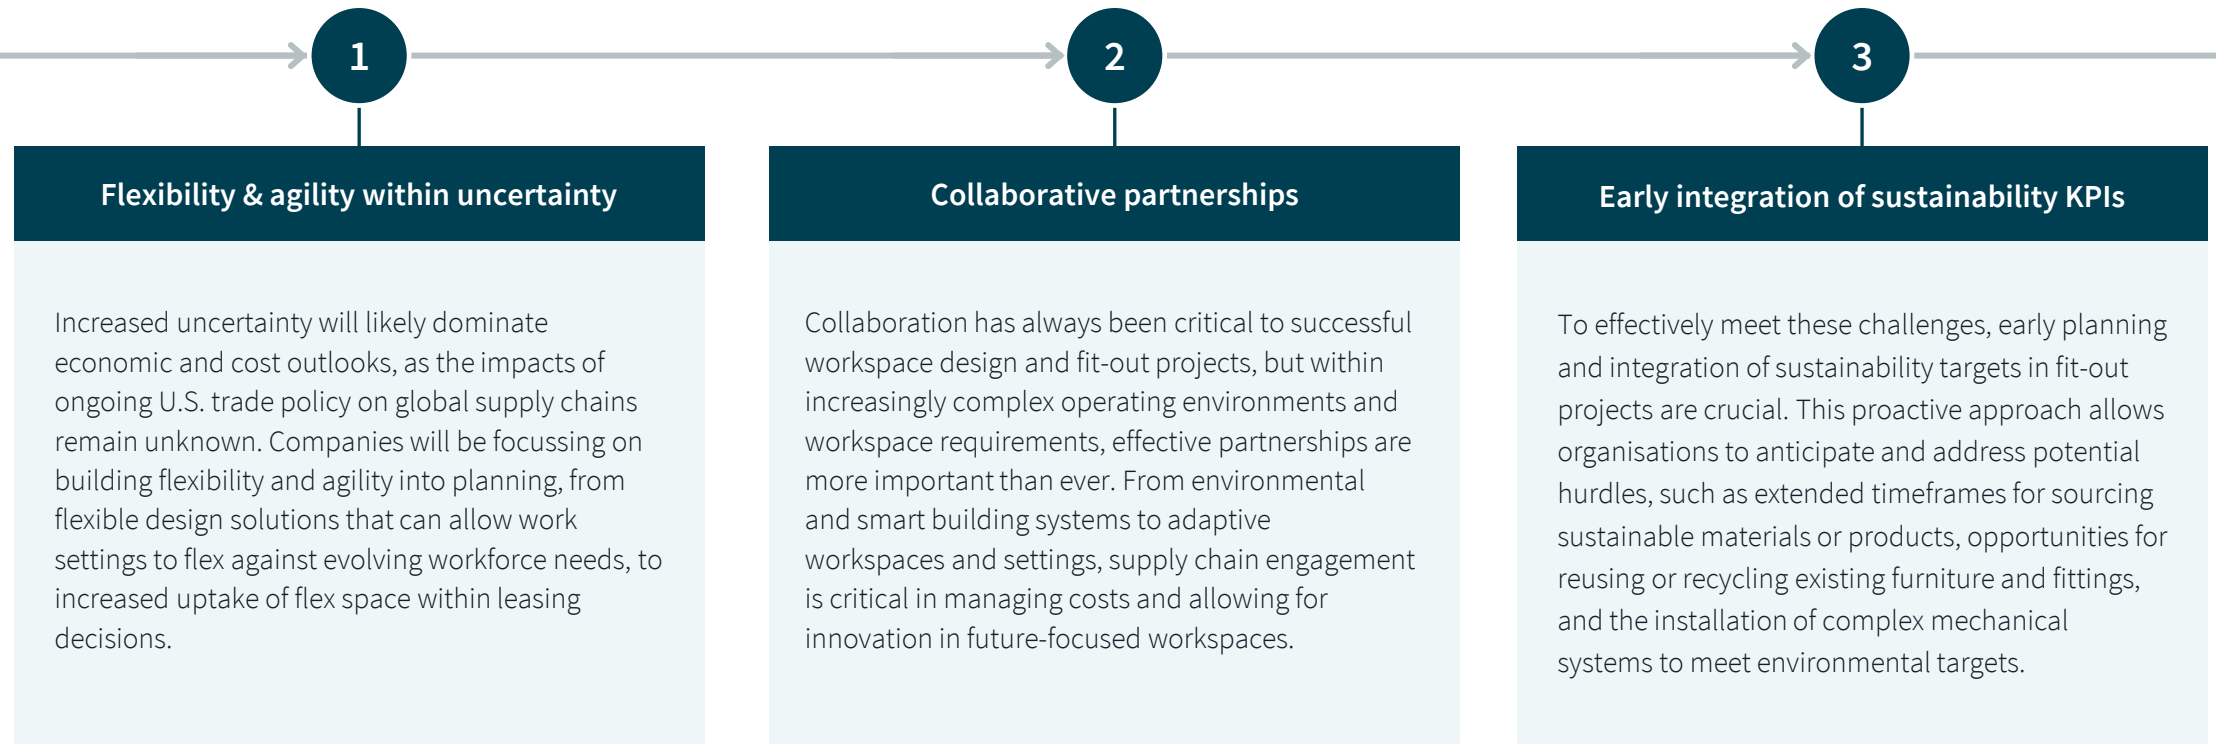 1
Flexibility & agility within uncertainty
Increased uncertainty will likely dominate
economic and cost outlooks, as the impacts of
ongoing U.S. trade policy on global supply chains
remain unknown. Companies will be focussing on
building flexibility and agility into planning, from
flexible design solutions that can allow work
settings to flex against evolving workforce needs, to
increased uptake of flex space within leasing
decisions.
2
Collaborative partnerships
Collaboration has always been critical to successful
workspace design and fit-out projects, but within
increasingly complex operating environments and
workspace requirements, effective partnerships are
more important than ever. From environmental
and smart building systems to adaptive
workspaces and settings, supply chain engagement
is critical in managing costs and allowing for
innovation in future-focused workspaces.
3
Early integration of sustainability KPIs
To effectively meet these challenges, early planning
and integration of sustainability targets in fit-out
projects are crucial. This proactive approach allows
organisations to anticipate and address potential
hurdles, such as extended timeframes for sourcing
sustainable materials or products, opportunities for
reusing or recycling existing furniture and fittings,
and the installation of complex mechanical
systems to meet environmental targets.